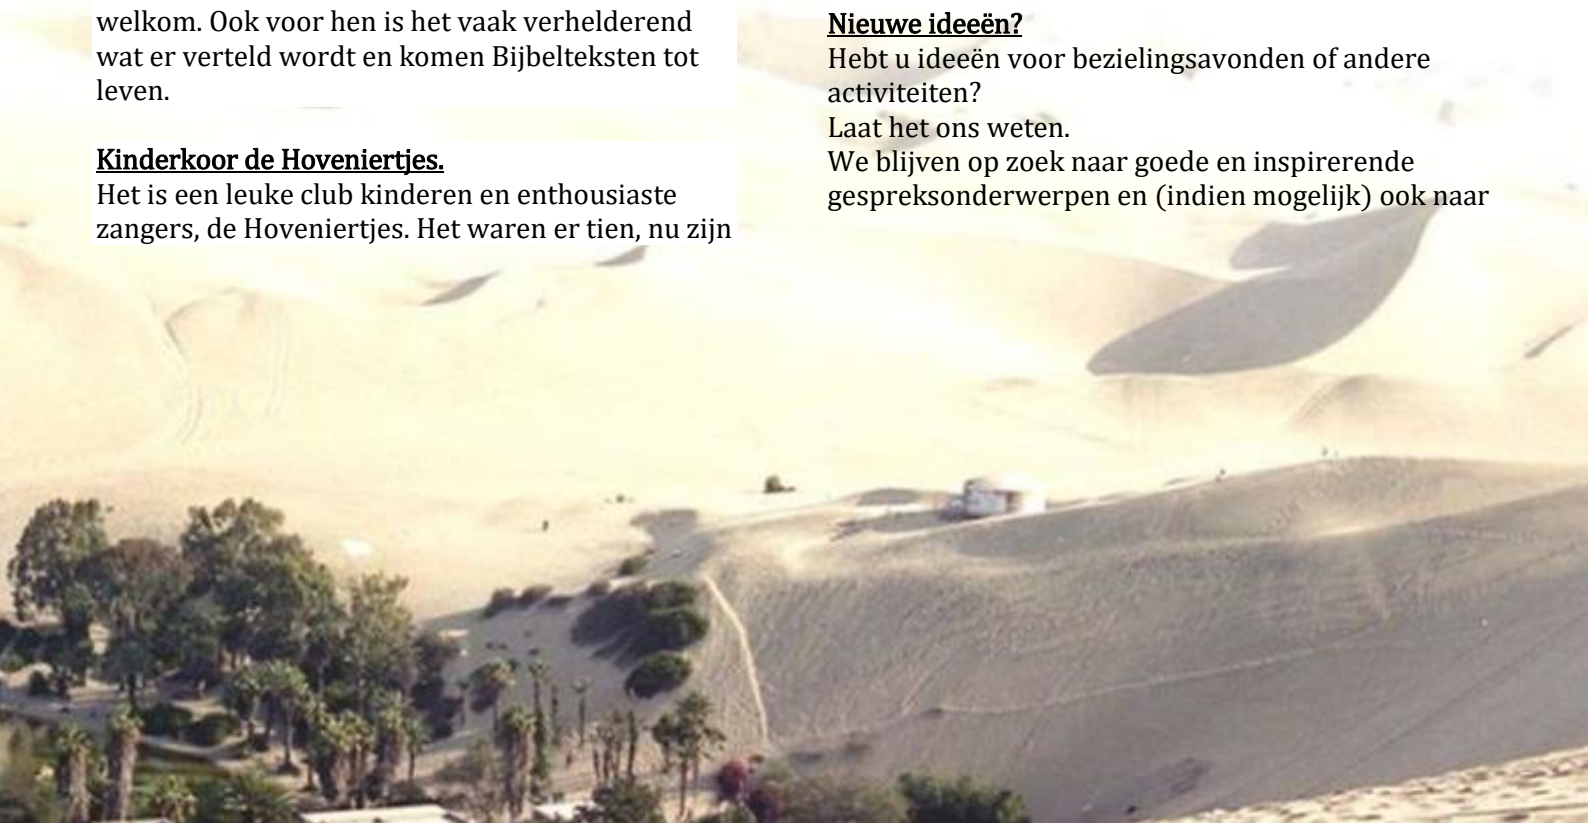 welkom. Ook voor hen is het vaak verhelderend
wat er verteld wordt en komen Bijbelteksten tot
leven.
Kinderkoor de Hoveniertjes.
Het is een leuke club kinderen en enthousiaste
zangers, de Hoveniertjes. Het waren er tien, nu zijn
Nieuwe ideeën?
Hebt u ideeën voor bezielingsavonden of andere
activiteiten?
Laat het ons weten.
We blijven op zoek naar goede en inspirerende
gespreksonderwerpen en (indien mogelijk) ook naar